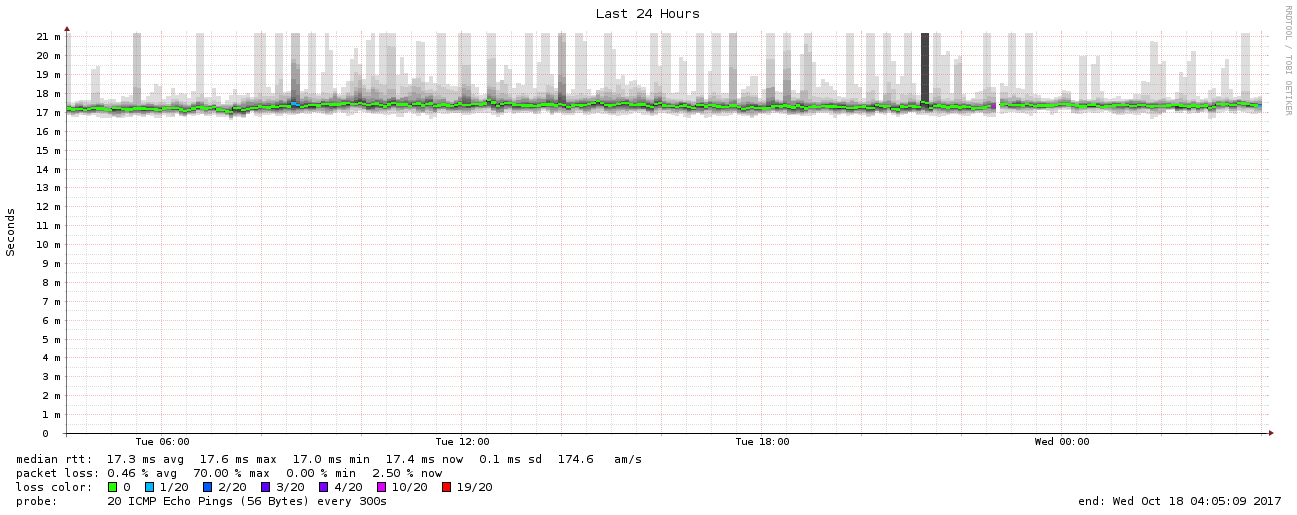 Last 24 Hours
RRDTOOL / TOBI OETIKER
Seconds
21 m
20 m
19 m
18 m
17 m
16 m
15 m
14 m
13 m
12 m
11 m
10 m
9 m
8 m
7 m
6 m
5 m
4 m
3 m
2 m
1 m
0
Tue 06:00 Tue 12:00 Tue 18:00 Wed 00:00
median rtt: 17.3 ms avg 17.6 ms max 17.0 ms min 17.4 ms now 0.1 ms sd 174.6 am/s
packet loss: 0.46 % avg 70.00 % max 0.00 % min 2.50 % now
loss color: 0 1/20 2/20 3/20 4/20 10/20 19/20
probe: 20 ICMP Echo Pings (56 Bytes) every 300s end: Wed Oct 18 04:05:09 2017